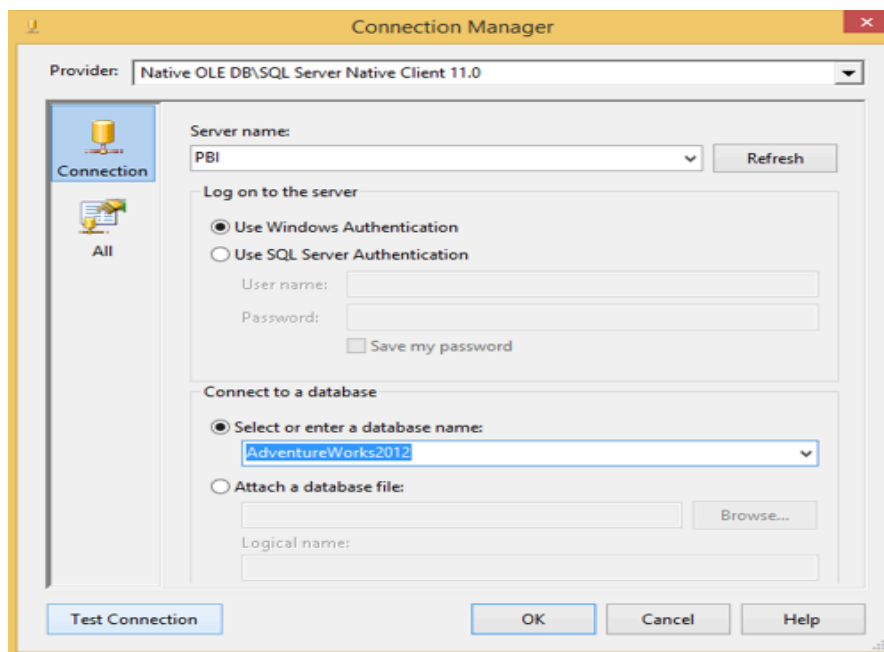 Connection Manager
Provider: Native OLE DB\SQL Server Native Client 11.0
Connection
All
Server name:
PBI
Refresh
Log on to the server
Use Windows Authentication
Use SQL Server Authentication
User name:
Password:
Save my password
Connect to a database
Select or enter a database name:
AdventureWorks2012
Attach a database file:
Browse...
Logical name:
Test Connection
OK
Cancel
Help